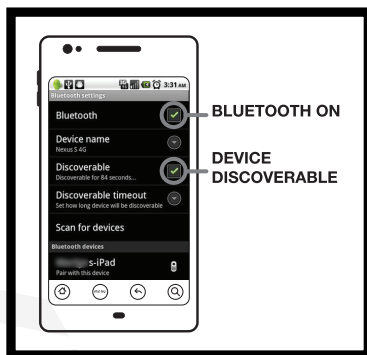 3:31 AM
Bluetooth settings
Bluetooth
BLUETOOTH ON
Device name
Nexus S 4G
Discoverable
Discoverable for 84 seconds...
DEVICE
DISCOVERABLE
Discoverable timeout
Set how long device will be discoverable
Scan for devices
Bluetooth devices
s-iPad
Pair with this device